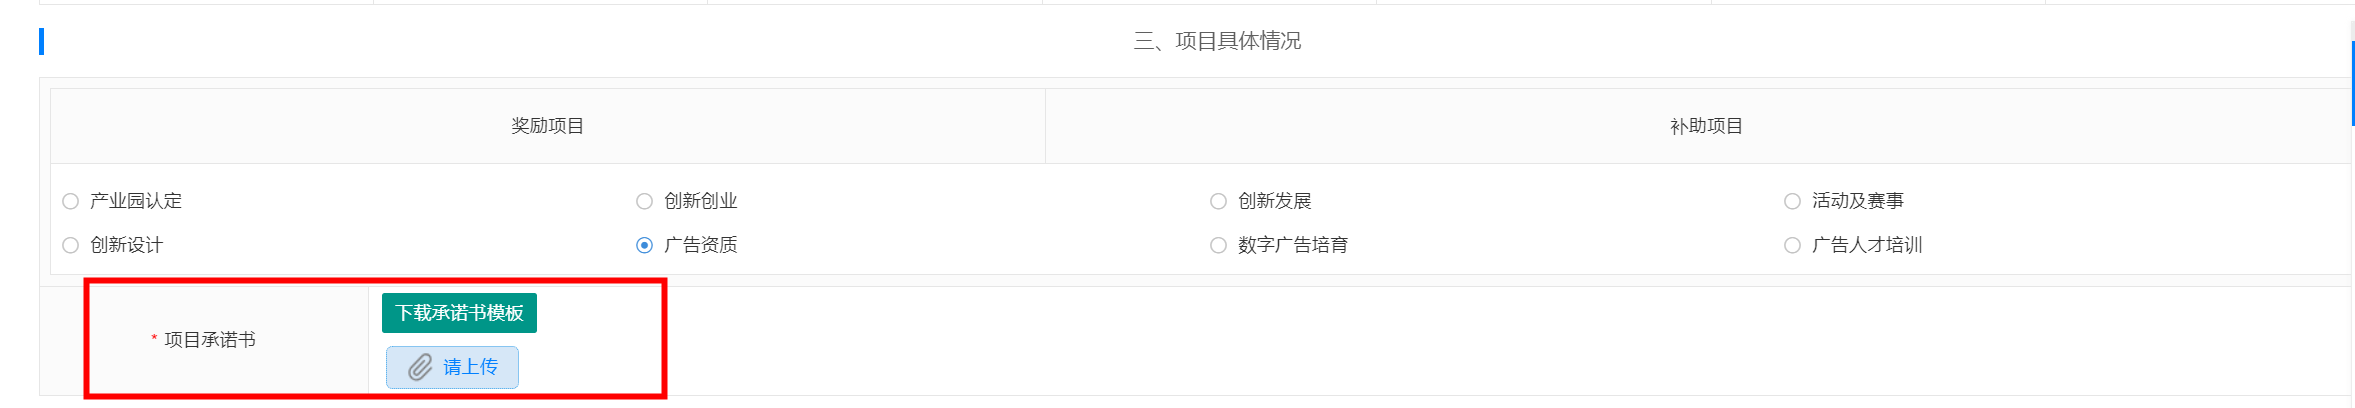 三、项目具体情况
奖励项目 补助项目
产业园认定 创新创业 创新发展 活动及赛事
创新设计 广告资质 数字广告培育 广告人才培训
下载承诺书模板
* 项目承诺书
请上传